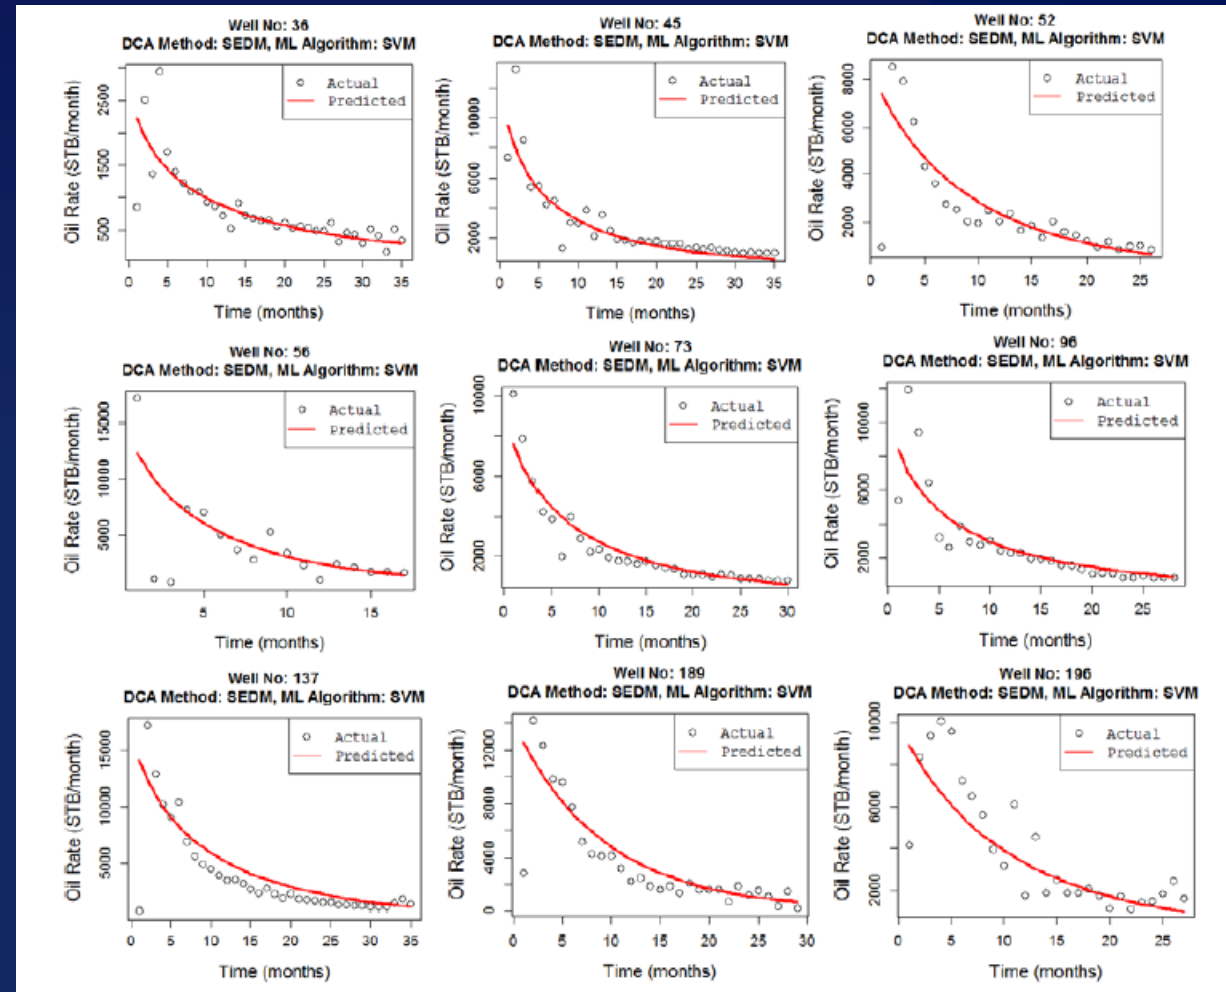 Well No: 36
DCA Method: SEDM, ML Algorithm: SVM
Oil Rate (STB/month)
2500
1500
500
Actual
Predicted
0 5 10 15 20 25 30 35
Time (months)
Well No: 45
DCA Method: SEDM, ML Algorithm: SVM
Oil Rate (STB/month)
10000
6000
2000
Actual
Predicted
0 5 10 15 20 25 30 35
Time (months)
Well No: 52
DCA Method: SEDM, ML Algorithm: SVM
Oil Rate (STB/month)
8000
6000
4000
2000
Actual
Predicted
0 5 10 15 20 25
Time (months)
Well No: 56
DCA Method: SEDM, ML Algorithm: SVM
Oil Rate (STB/month)
15000
10000
5000
Actual
Predicted
5 10 15
Time (months)
Well No: 73
DCA Method: SEDM, ML Algorithm: SVM
Oil Rate (STB/month)
10000
6000
2000
Actual
Predicted
0 5 10 15 20 25 30
Time (months)
Well No: 96
DCA Method: SEDM, ML Algorithm: SVM
Oil Rate (STB/month)
10000
6000
2000
Actual
Predicted
0 5 10 15 20 25
Time (months)
Well No: 137
DCA Method: SEDM, ML Algorithm: SVM
Oil Rate (STB/month)
15000
10000
5000
Actual
Predicted
0 5 10 15 20 25 30 35
Time (months)
Well No: 189
DCA Method: SEDM, ML Algorithm: SVM
Oil Rate (STB/month)
12000
8000
4000
0
Actual
Predicted
0 5 10 15 20 25 30
Time (months)
Well No: 196
DCA Method: SEDM, ML Algorithm: SVM
Oil Rate (STB/month)
10000
6000
2000
Actual
Predicted
0 5 10 15 20 25
Time (months)